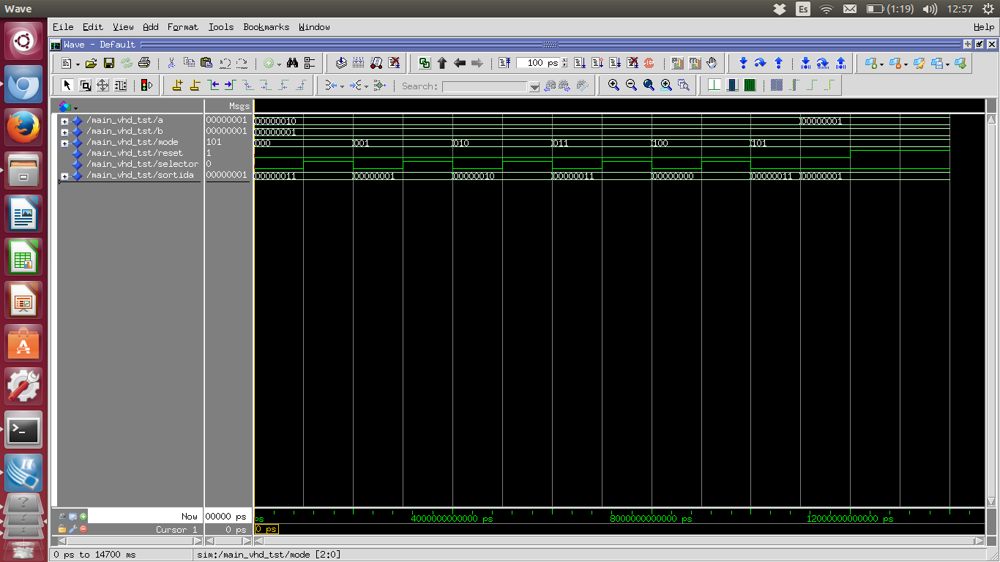 Wave
Es
(1:19)
12:57
File Edit View Add Format Tools Bookmarks Window Help
Wave - Default
100 ps
Search:
Msgs
/main_vhd_tst/a 00000001 00000010 00000001
/main_vhd_tst/b 00000001 00000001
/main_vhd_tst/mode 101 000 001 010 011 100 101
/main_vhd_tst/reset 1
/main_vhd_tst/selector 0
/main_vhd_tst/sortida 00000001 00000011 00000001 00000010 00000011 00000000 00000011 00000001
Now 00000 ps ps 4000000000000 ps 8000000000000 ps 12000000000000 ps
Cursor 1 0 ps 0 ps
0 ps to 14700 ms sim:/main_vhd_tst/mode [2:0]